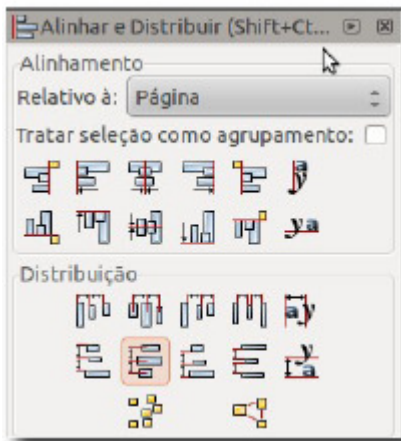 Alinhar e Distribuir (Shift+Ct...
Alinhamento
Relativo à: Página
Tratar seleção como agrupamento:
Distribuição